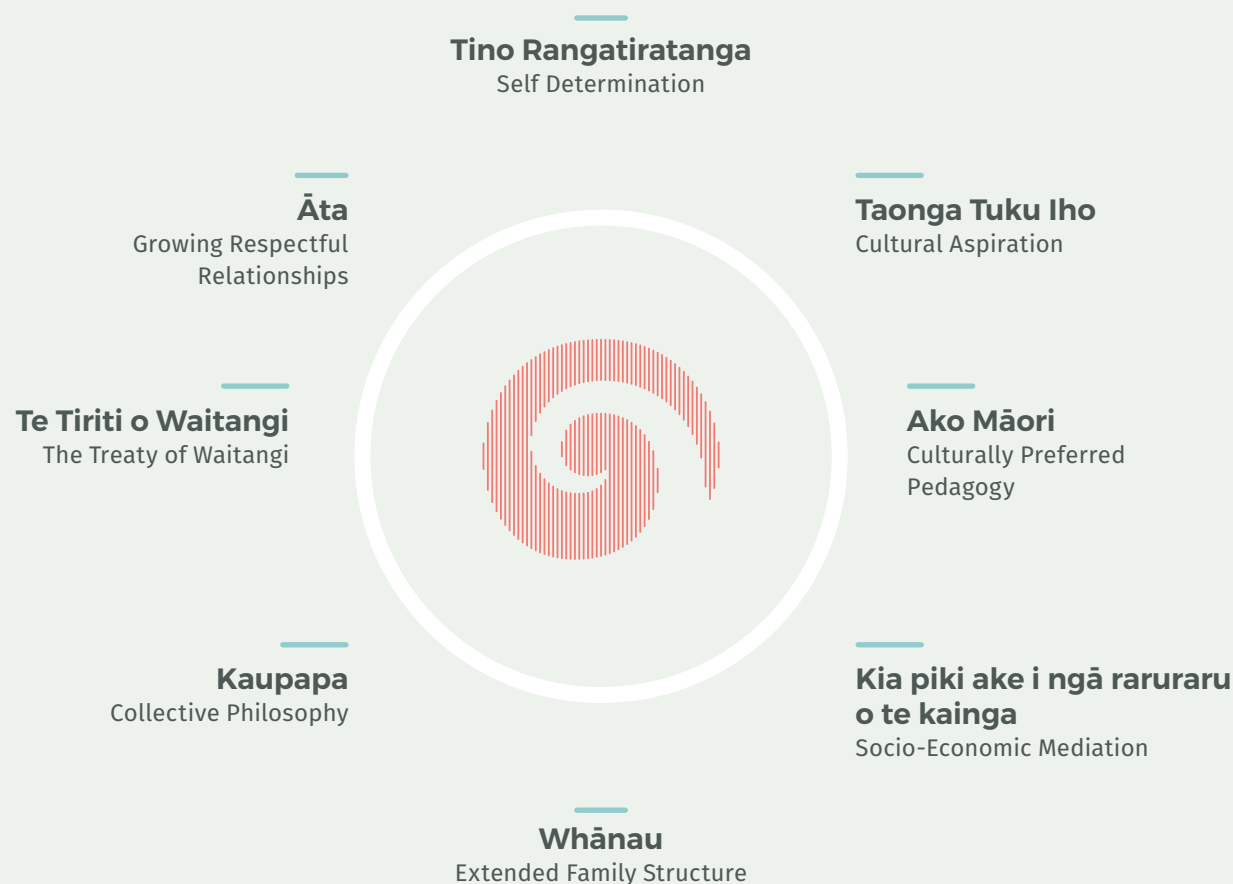 Tino Rangatiratanga
Self Determination
Āta
Growing Respectful
Relationships
Taonga Tuku Iho
Cultural Aspiration
Te Tiriti o Waitangi
The Treaty of Waitangi
Ako Māori
Culturally Preferred
Pedagogy
Kaupapa
Collective Philosophy
Kia piki ake i ngā raruraru
o te kainga
Socio-Economic Mediation
Whānau
Extended Family Structure